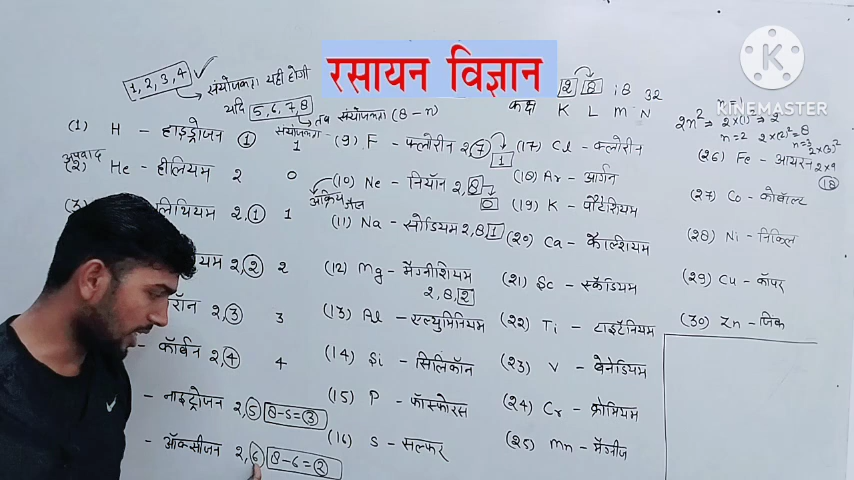 रसायन विज्ञान
KINEMASTER
1, 2, 3, 4 ✓
संयोजकता यही होगी
यदि 5, 6, 7, 8
तब संयोजकता (8-n)
संयोजकता
(1) H - हाइड्रोजन 1 1
अपवाद
(2) He - हीलियम 2 0
लिथियम 2, 1 1
यम 2, 2 2
रॉन 2, 3 3
- कॉर्बन 2, 4 4
- नाइट्रोजन 2, 5 8-5=3
- ऑक्सीजन 2, 6 8-6=2
(9) F - फ्लोरीन 2, 7
1
(10) Ne - नियॉन 2, 8
0
अक्रिय गैस
(11) Na - सोडियम 2, 8, 1
(12) Mg - मैग्नीशियम
2, 8, 2
(13) Al - एल्युमिनियम
(14) Si - सिलिकॉन
(15) P - फॉस्फोरस
(16) S - सल्फर
कक्ष 2 8 18 32
K L M N
(17) Cl - क्लोरीन
(18) Ar - आर्गन
(19) K - पोटैशियम
(20) Ca - कैल्शियम
(21) Sc - स्कैंडियम
(22) Ti - टाइटेनियम
(23) V - वेनेडियम
(24) Cr - क्रोमियम
(25) Mn - मैंग्नीज
2n² ⇒ 2×(1)² ⇒ 2
n=2 2×(2)² = 8
n=3 2×(3)²
2×9
18
(26) Fe - आयरन
(27) Co - कोबाल्ट
(28) Ni - निकिल
(29) Cu - कॉपर
(30) Zn - जिंक